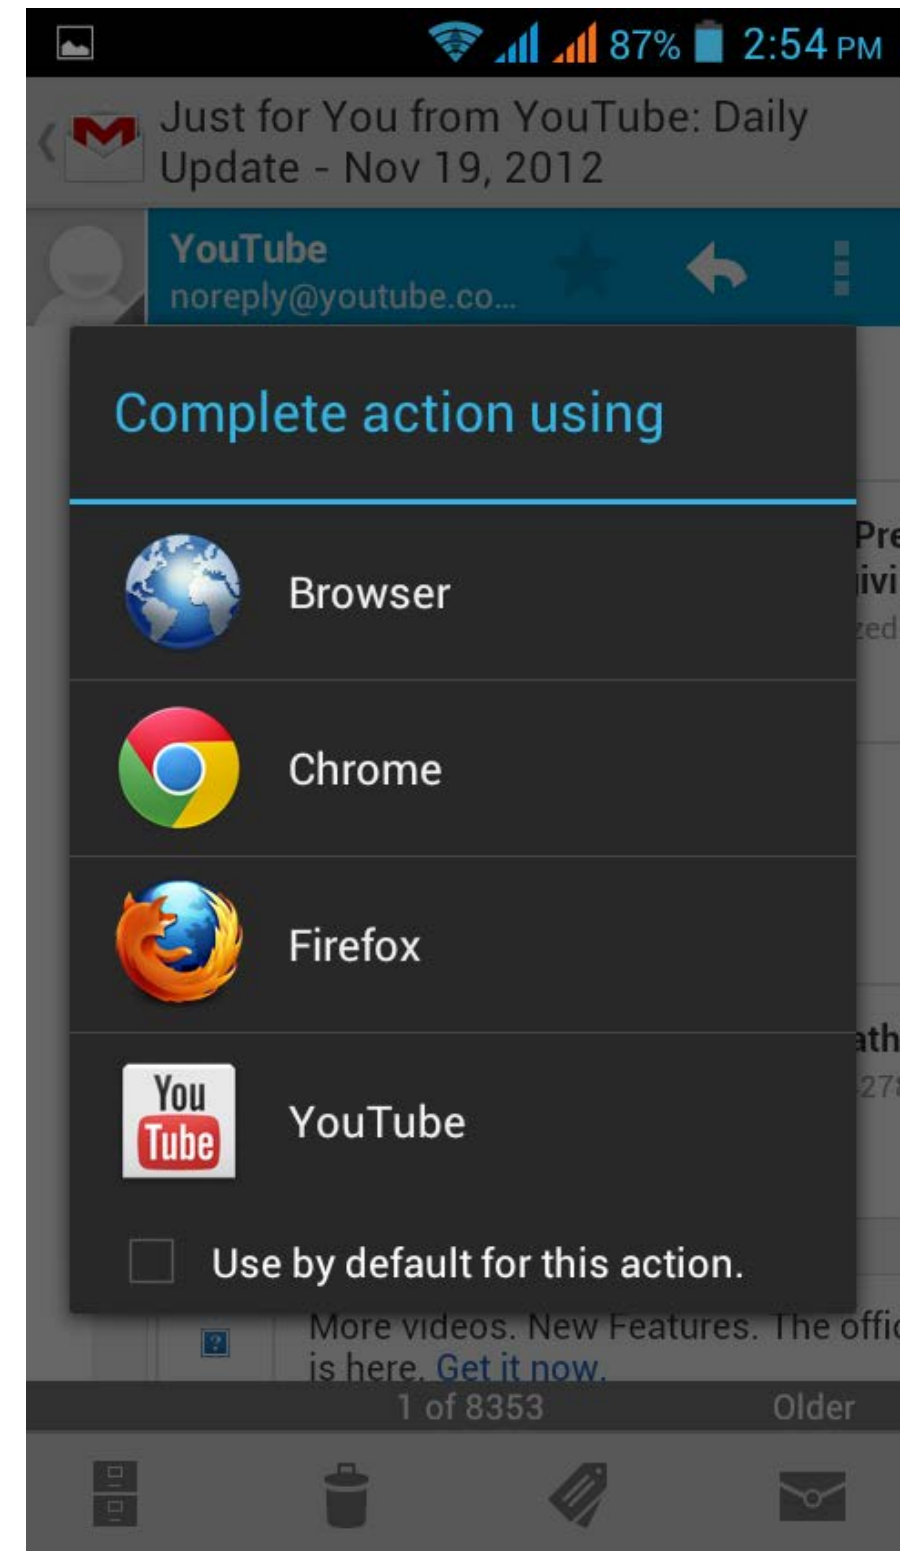 87% 2:54 PM
Just for You from YouTube: Daily
Update - Nov 19, 2012
YouTube
noreply@youtube.co...
Complete action using
Browser
Chrome
Firefox
You
Tube
YouTube
Use by default for this action.
More videos. New Features. The offic
is here. Get it now.
1 of 8353 Older